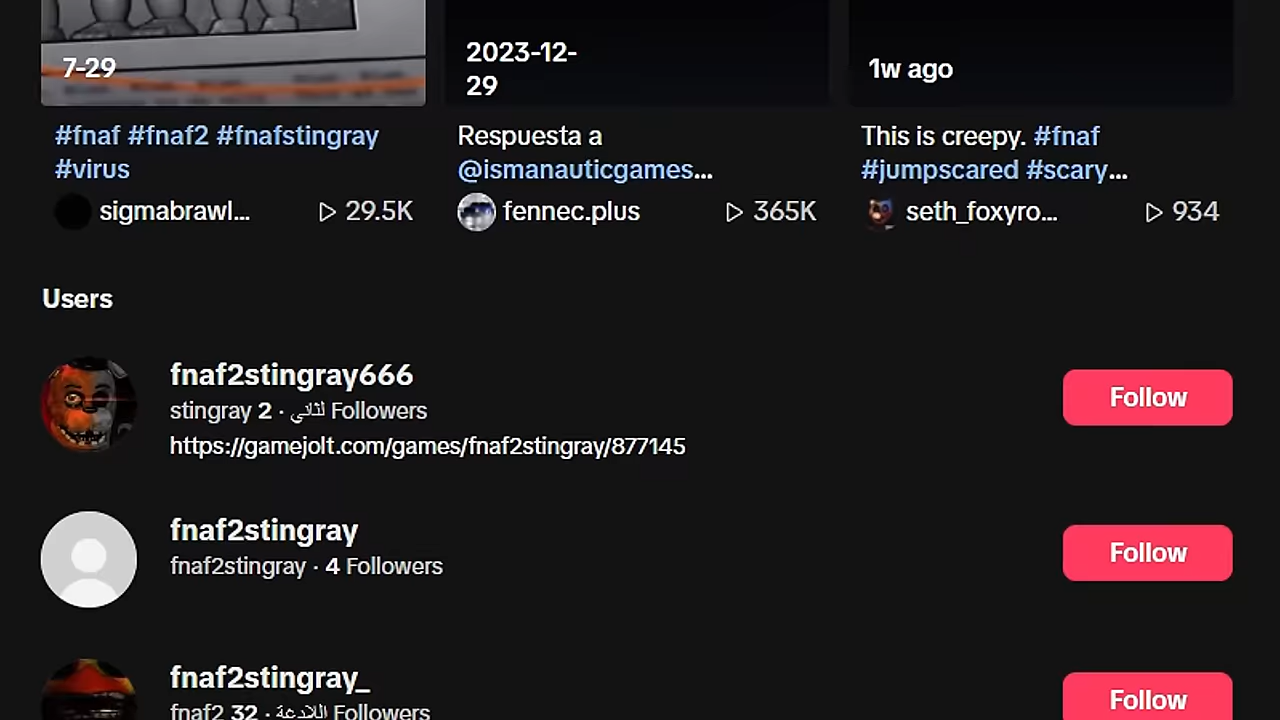 7-29
2023-12-
29
1w ago
#fnaf #fnaf2 #fnafstingray
#virus
Respuesta a
@ismanauticgames...
This is creepy. #fnaf
#jumpscared #scary...
sigmabrawl... 29.5K
fennec.plus 365K
seth_foxyro... 934
Users
fnaf2stingray666
stingray 2 · لثاني Followers
https://gamejolt.com/games/fnaf2stingray/877145
Follow
fnaf2stingray
fnaf2stingray · 4 Followers
Follow
fnaf2stingray_
fnaf2 32 · اللادعة Followers
Follow